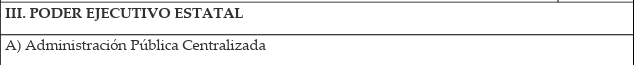 III. PODER EJECUTIVO ESTATAL
A) Administración Pública Centralizada